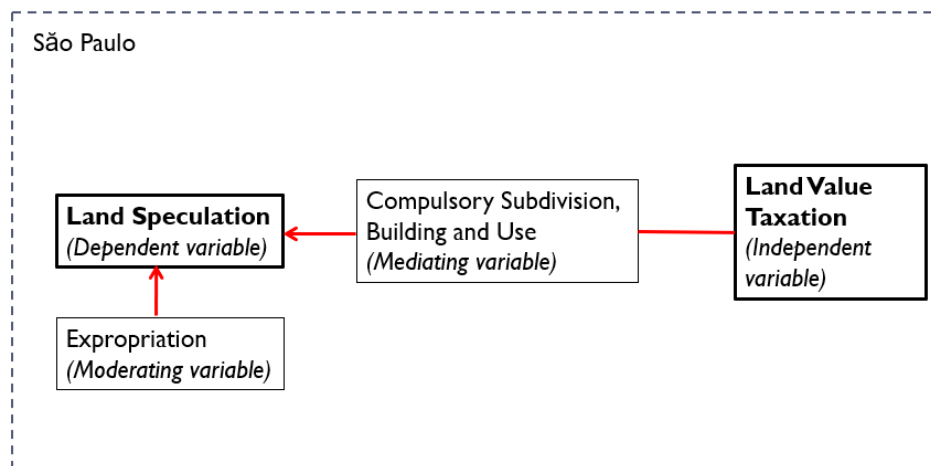 São Paulo
Compulsory Subdivision,
Building and Use
(Mediating variable)
Land Value
Taxation
(Independent
variable)
Land Speculation
(Dependent variable)
Expropriation
(Moderating variable)